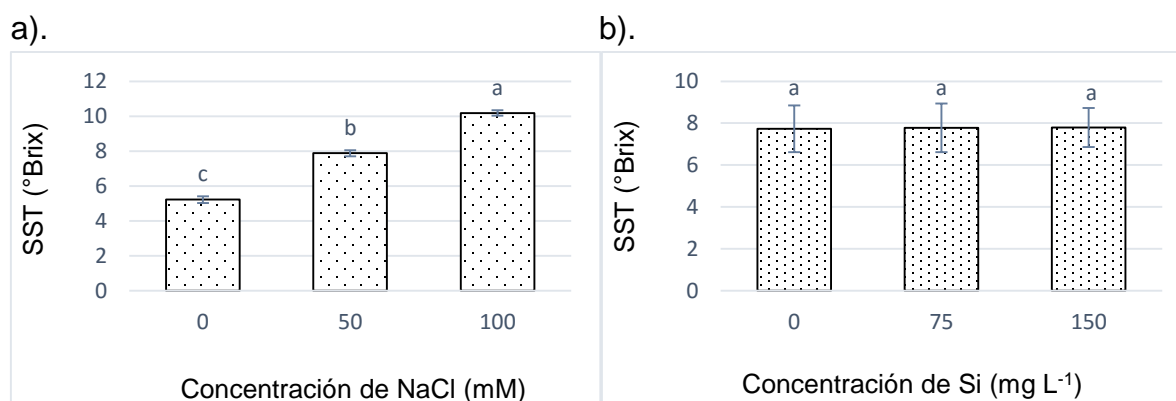 a).
12
10
8
6
4
2
0
SST (°Brix)
c
b
a
0 50 100
Concentración de NaCl (mM)
b).
10
8
6
4
2
0
SST (°Brix)
a a a
0 75 150
Concentración de Si (mg L-1)